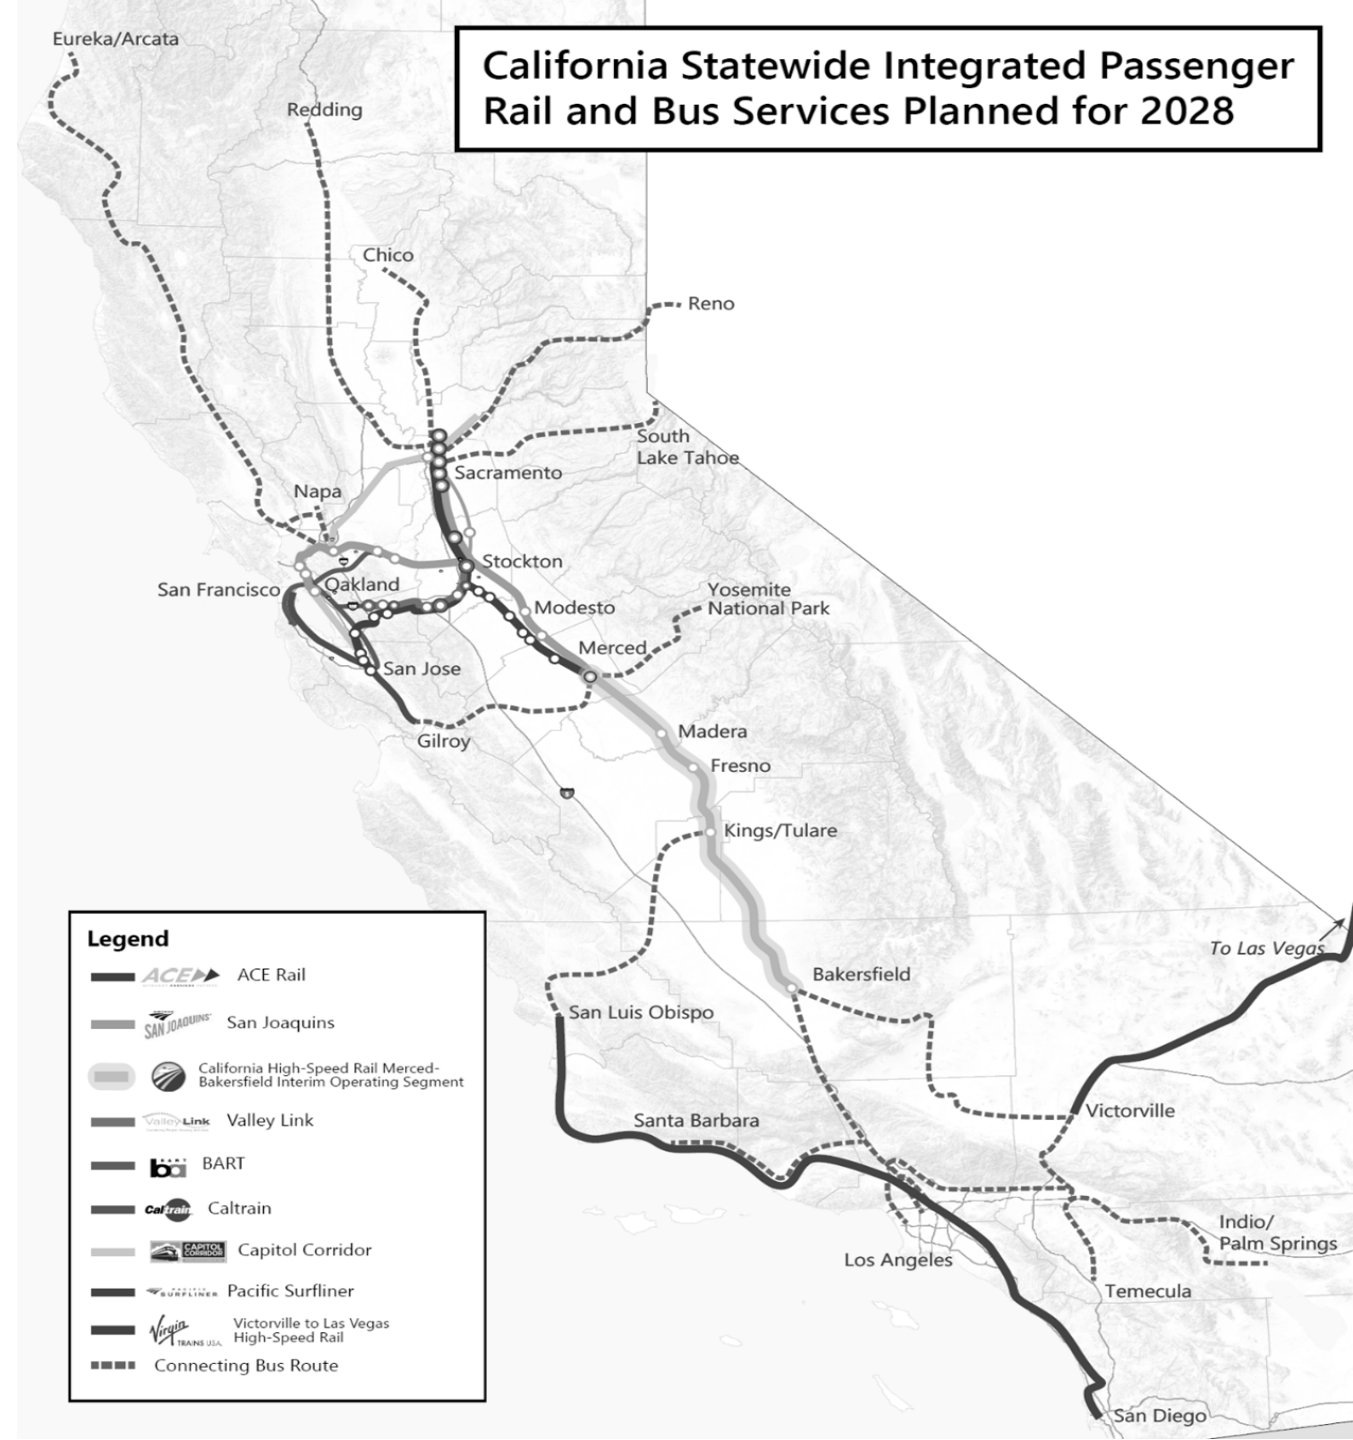 California Statewide Integrated Passenger
Rail and Bus Services Planned for 2028
Eureka/Arcata
Redding
Chico
Reno
South
Lake Tahoe
Sacramento
Napa
Stockton
San Francisco
Oakland
Yosemite
National Park
Modesto
Merced
San Jose
Gilroy
Madera
Fresno
Kings/Tulare
To Las Vegas
Bakersfield
San Luis Obispo
Santa Barbara
Victorville
Indio/
Palm Springs
Los Angeles
Temecula
San Diego
Legend
ACE ACE Rail
SAN JOAQUINS San Joaquins
California High-Speed Rail Merced-
Bakersfield Interim Operating Segment
ValleyLink Valley Link
BART ba BART
Caltrain Caltrain
CAPITOL CORRIDOR Capitol Corridor
PACIFIC SURFLINER Pacific Surfliner
Virgin TRAINS USA Victorville to Las Vegas
High-Speed Rail
Connecting Bus Route